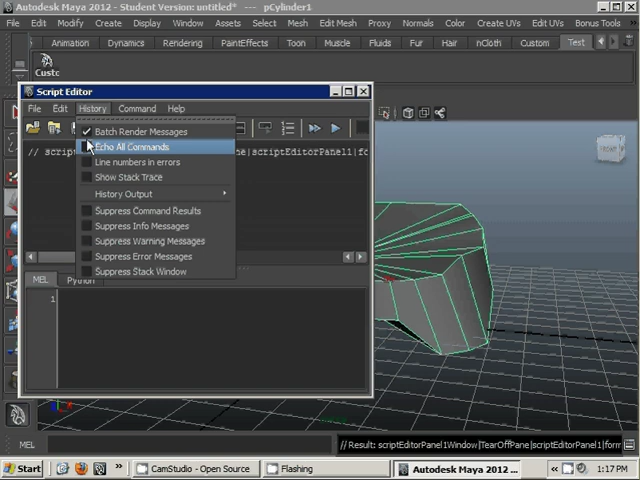 Autodesk Maya 2012 - Student Version: untitled* --- pCylinder1
File Edit Modify Create Display Window Assets Select Mesh Edit Mesh Proxy Normals Color Create UVs Edit UVs Bonus Tools
Animation Dynamics Rendering PaintEffects Toon Muscle Fluids Fur Hair nCloth Custom Test
Custc
Script Editor
File Edit History Command Help
Batch Render Messages
Echo All Commands
// scrip
ne|scriptEditorPanel1|for
Line numbers in errors
Show Stack Trace
History Output
Suppress Command Results
Suppress Info Messages
Suppress Warning Messages
Suppress Error Messages
Suppress Stack Window
MEL Python
1
MEL
// Result: scriptEditorPanel1Window|TearOffPane|scriptEditorPanel1|form
Start
CamStudio - Open Source
Flashing
Autodesk Maya 2012 ...
1:17 PM